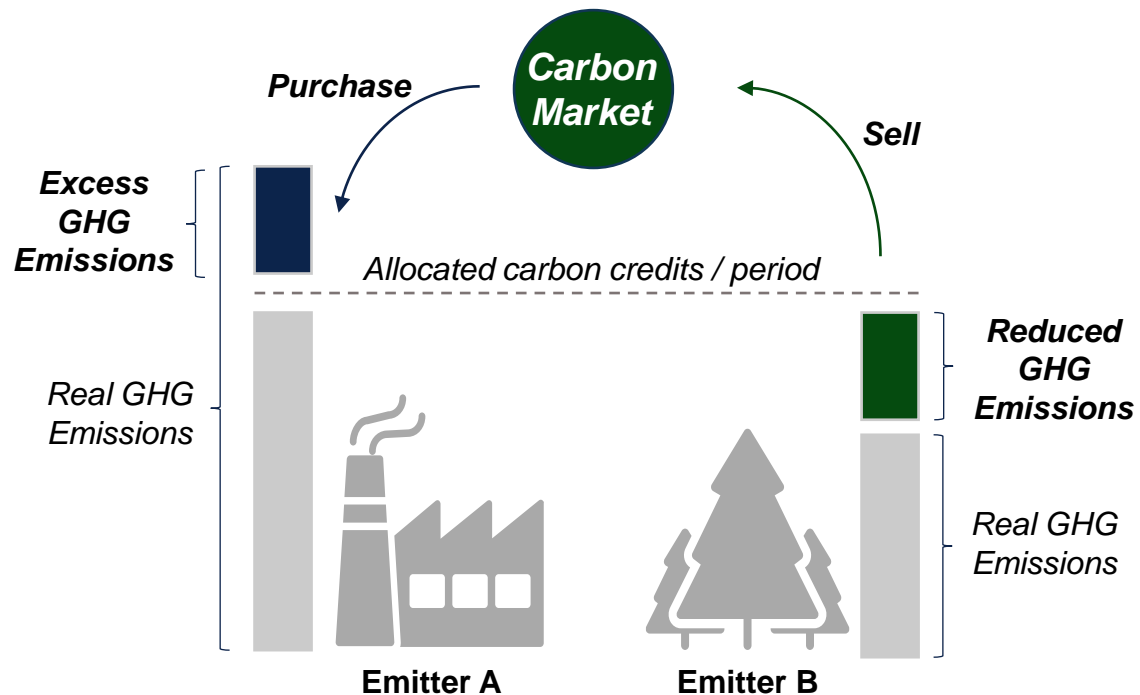 Carbon
Market
Purchase
Sell
Excess
GHG
Emissions
Allocated carbon credits / period
Reduced
GHG
Emissions
Real GHG
Emissions
Real GHG
Emissions
Emitter A
Emitter B